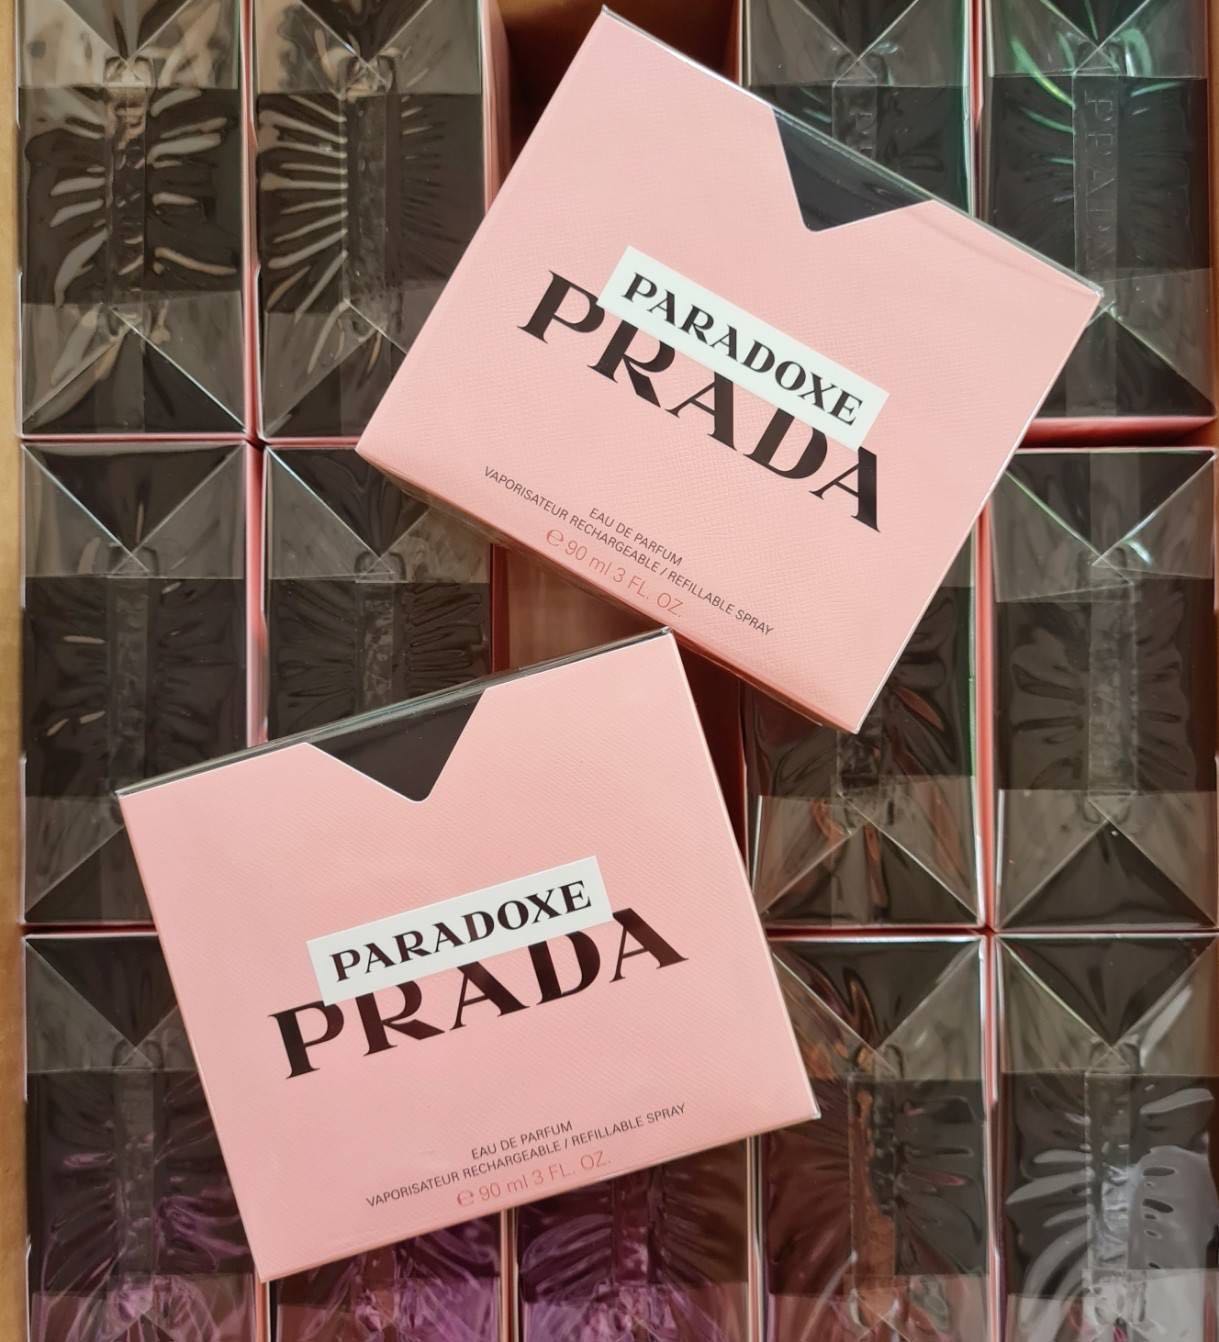 PARADOXE
PRADA
EAU DE PARFUM
VAPORISATEUR RECHARGEABLE / REFILLABLE SPRAY
℮ 90 ml 3 FL. OZ.
PARADOXE
PRADA
EAU DE PARFUM
VAPORISATEUR RECHARGEABLE / REFILLABLE SPRAY
℮ 90 ml 3 FL. OZ.